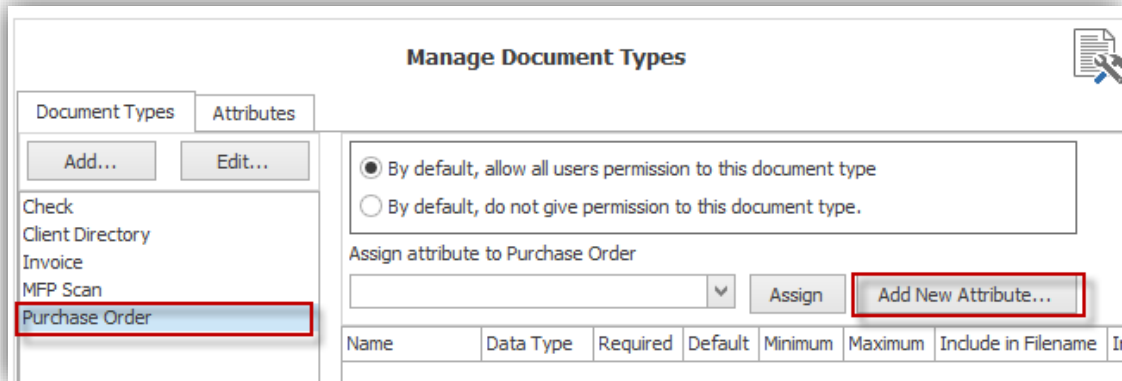 Manage Document Types
Document Types Attributes
Add... Edit...
Check
Client Directory
Invoice
MFP Scan
Purchase Order
By default, allow all users permission to this document type
By default, do not give permission to this document type.
Assign attribute to Purchase Order
Assign Add New Attribute...
Name Data Type Required Default Minimum Maximum Include in Filename